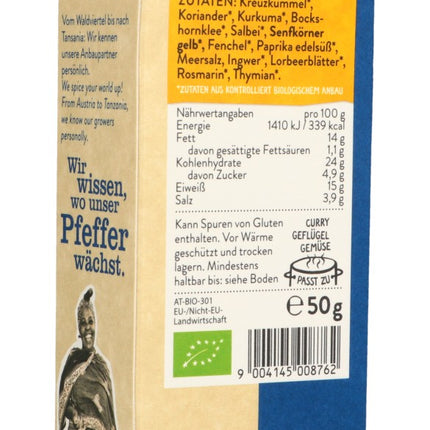 Vom Waldviertel bis nach
Tansania: Wir kennen
unsere Anbaupartner
persönlich.
We spice your world up!
From Austria to Tanzania,
we know our growers
personally.
Wir
wissen,
wo unser
Pfeffer
wächst.
ZUTATEN: Kreuzkümmel*,
Koriander*, Kurkuma*, Bocks-
hornklee*, Salbei*, Senfkörner
gelb*, Fenchel*, Paprika edelsüß*,
Meersalz, Ingwer*, Lorbeerblätter*,
Rosmarin*, Thymian*.
*ZUTATEN AUS KONTROLLIERT BIOLOGISCHEM ANBAU
Nährwertangaben pro 100 g
Energie 1410 kJ / 339 kcal
Fett 14 g
davon gesättigte Fettsäuren 1,1 g
Kohlenhydrate 24 g
davon Zucker 4,9 g
Eiweiß 15 g
Salz 3,9 g
Kann Spuren von Gluten
enthalten. Vor Wärme
geschützt und trocken
lagern. Mindestens
haltbar bis: siehe Boden
CURRY
GEFLÜGEL
GEMÜSE
PASST ZU
AT-BIO-301
EU-/Nicht-EU-
Landwirtschaft
e 50 g
9 004145 008762